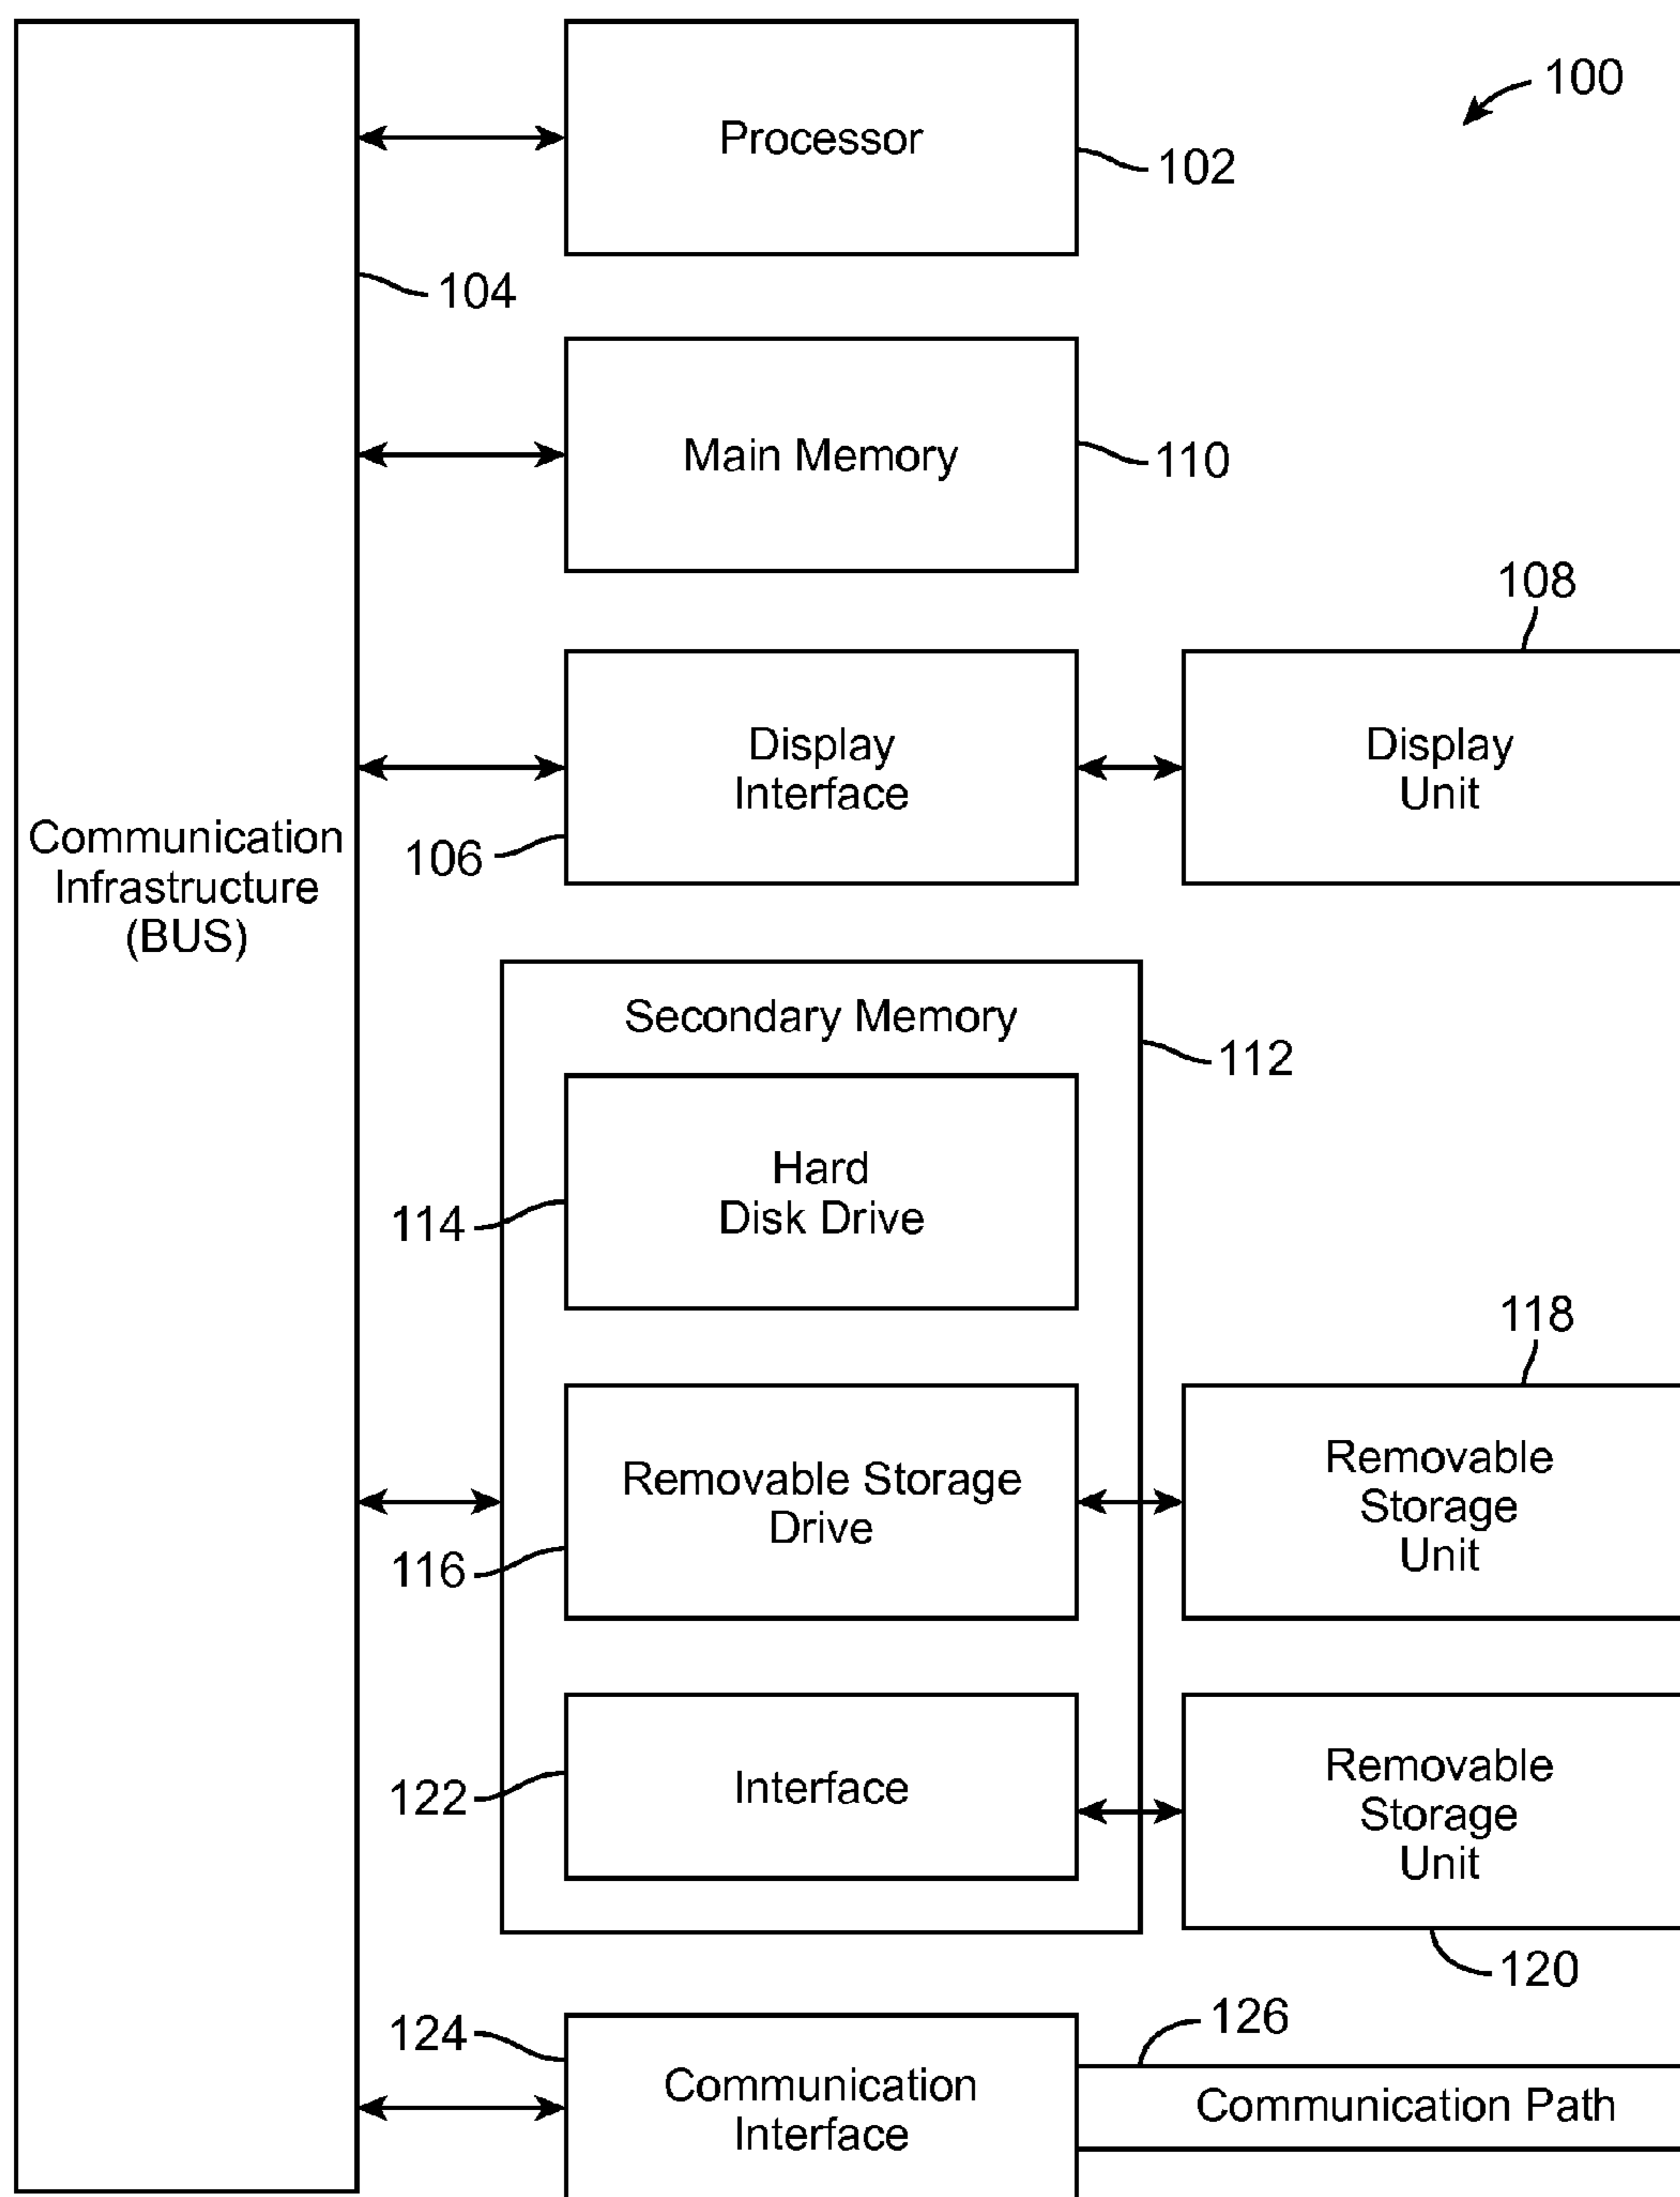 100
Processor
102
104
Main Memory
110
108
Display
Interface
Display
Unit
106
Communication
Infrastructure
(BUS)
Secondary Memory
112
Hard
Disk Drive
114
118
Removable Storage
Drive
Removable
Storage
Unit
116
Interface
122
Removable
Storage
Unit
120
124
126
Communication
Interface
Communication Path